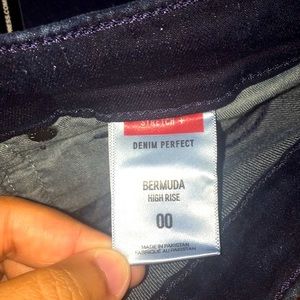 STRETCH +
DENIM PERFECT
BERMUDA
HIGH RISE
00
MADE IN PAKISTAN
FABRIQUÉ AU PAKISTAN